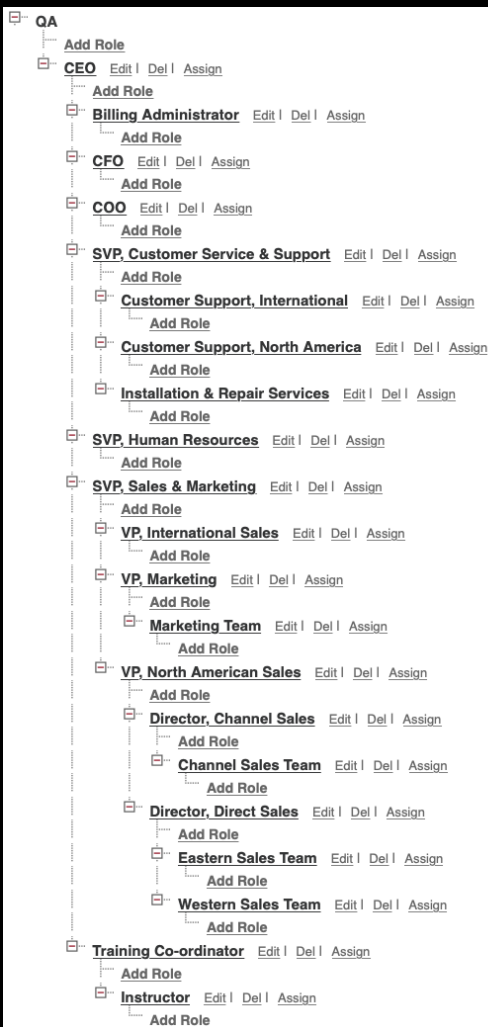 QA
Add Role
CEO Edit | Del | Assign
Add Role
Billing Administrator Edit | Del | Assign
Add Role
CFO Edit | Del | Assign
Add Role
COO Edit | Del | Assign
Add Role
SVP, Customer Service & Support Edit | Del | Assign
Add Role
Customer Support, International Edit | Del | Assign
Add Role
Customer Support, North America Edit | Del | Assign
Add Role
Installation & Repair Services Edit | Del | Assign
Add Role
SVP, Human Resources Edit | Del | Assign
Add Role
SVP, Sales & Marketing Edit | Del | Assign
Add Role
VP, International Sales Edit | Del | Assign
Add Role
VP, Marketing Edit | Del | Assign
Add Role
Marketing Team Edit | Del | Assign
Add Role
VP, North American Sales Edit | Del | Assign
Add Role
Director, Channel Sales Edit | Del | Assign
Add Role
Channel Sales Team Edit | Del | Assign
Add Role
Director, Direct Sales Edit | Del | Assign
Add Role
Eastern Sales Team Edit | Del | Assign
Add Role
Western Sales Team Edit | Del | Assign
Add Role
Training Co-ordinator Edit | Del | Assign
Add Role
Instructor Edit | Del | Assign
Add Role